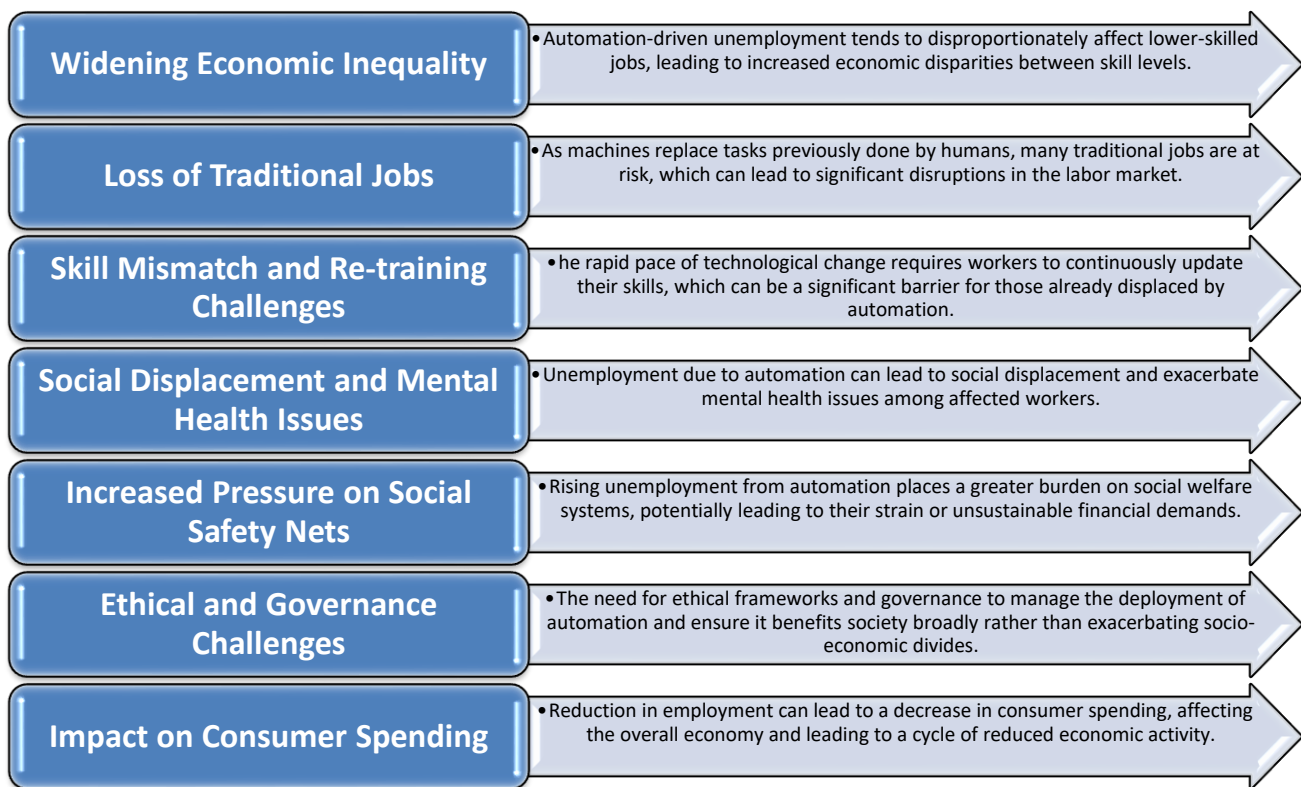 Widening Economic Inequality
•Automation-driven unemployment tends to disproportionately affect lower-skilled
jobs, leading to increased economic disparities between skill levels.
Loss of Traditional Jobs
•As machines replace tasks previously done by humans, many traditional jobs are at
risk, which can lead to significant disruptions in the labor market.
Skill Mismatch and Re-training
Challenges
•he rapid pace of technological change requires workers to continuously update
their skills, which can be a significant barrier for those already displaced by
automation.
Social Displacement and Mental
Health Issues
•Unemployment due to automation can lead to social displacement and exacerbate
mental health issues among affected workers.
Increased Pressure on Social
Safety Nets
•Rising unemployment from automation places a greater burden on social welfare
systems, potentially leading to their strain or unsustainable financial demands.
Ethical and Governance
Challenges
•The need for ethical frameworks and governance to manage the deployment of
automation and ensure it benefits society broadly rather than exacerbating socio-
economic divides.
Impact on Consumer Spending
•Reduction in employment can lead to a decrease in consumer spending, affecting
the overall economy and leading to a cycle of reduced economic activity.